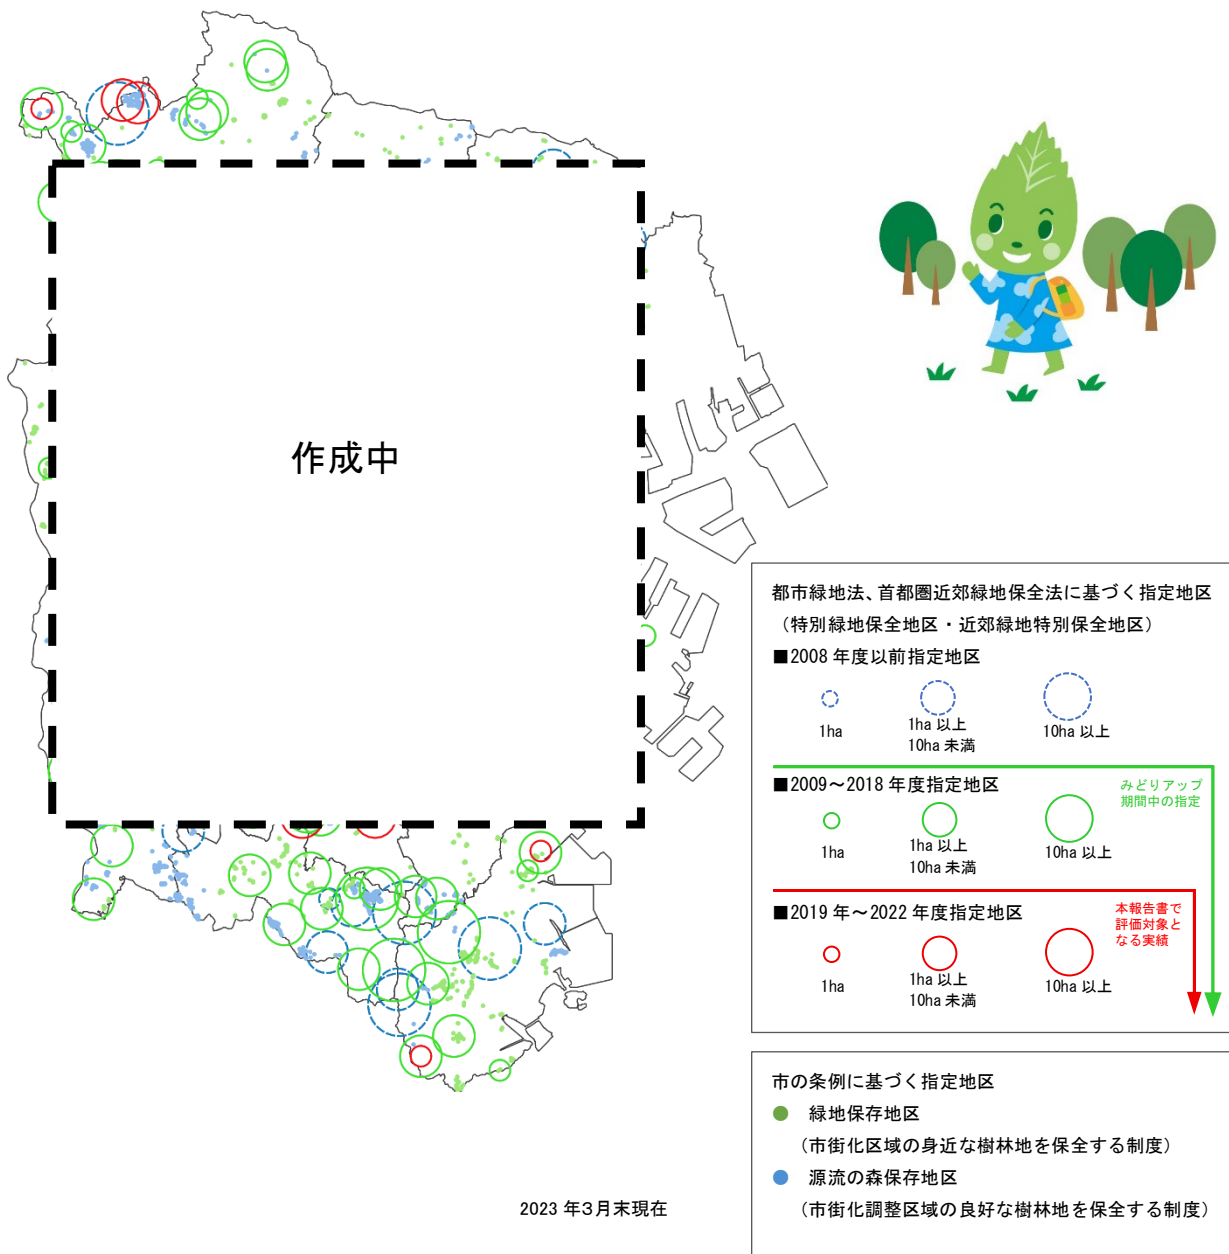 作成中
都市緑地法、首都圏近郊緑地保全法に基づく指定地区
（特別緑地保全地区・近郊緑地特別保全地区）
■2008 年度以前指定地区
1ha
1ha 以上
10ha 未満
10ha 以上
■2009～2018 年度指定地区
みどりアップ
期間中の指定
1ha
1ha 以上
10ha 未満
10ha 以上
■2019 年～2022 年度指定地区
本報告書で
評価対象と
なる実績
1ha
1ha 以上
10ha 未満
10ha 以上
市の条例に基づく指定地区
● 緑地保存地区
（市街化区域の身近な樹林地を保全する制度）
● 源流の森保存地区
（市街化調整区域の良好な樹林地を保全する制度）
2023 年3月末現在